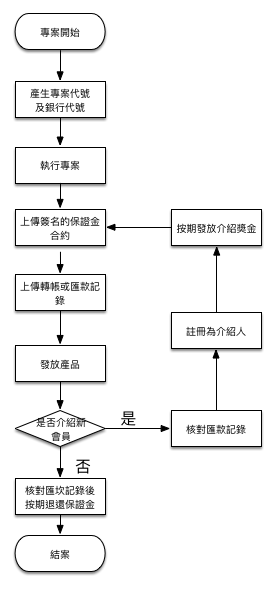 專案開始
產生專案代號
及銀行代號
執行專案
上傳簽名的保證金
合約
按期發放介紹獎金
上傳轉帳或匯款記
錄
註冊為介紹人
發放產品
是否介紹新
會員
是
核對匯款記錄
否
核對匯坎記錄後
按期退還保證金
結案